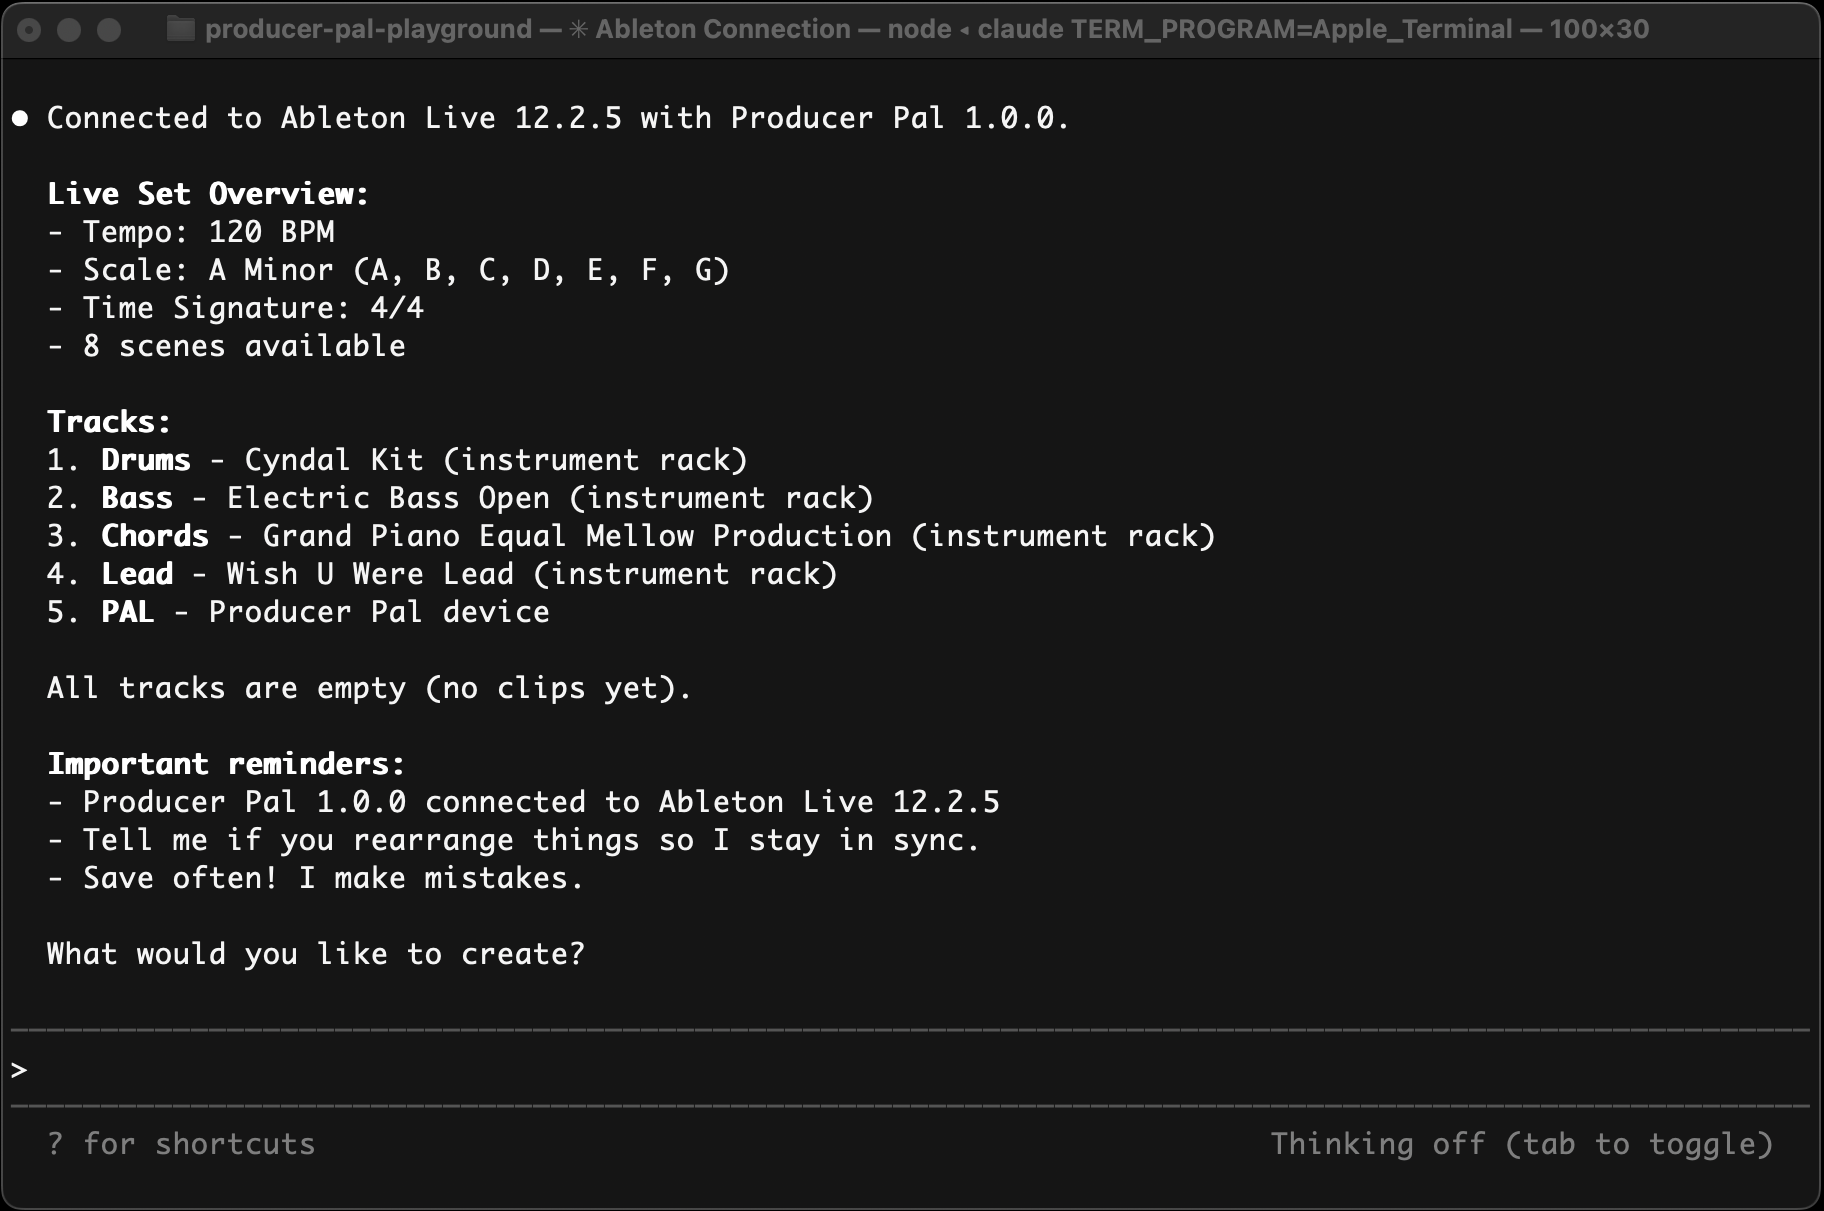 producer-pal-playground — ✳ Ableton Connection — node ◂ claude TERM_PROGRAM=Apple_Terminal — 100×30
● Connected to Ableton Live 12.2.5 with Producer Pal 1.0.0.
Live Set Overview:
- Tempo: 120 BPM
- Scale: A Minor (A, B, C, D, E, F, G)
- Time Signature: 4/4
- 8 scenes available
Tracks:
1. Drums - Cyndal Kit (instrument rack)
2. Bass - Electric Bass Open (instrument rack)
3. Chords - Grand Piano Equal Mellow Production (instrument rack)
4. Lead - Wish U Were Lead (instrument rack)
5. PAL - Producer Pal device
All tracks are empty (no clips yet).
Important reminders:
- Producer Pal 1.0.0 connected to Ableton Live 12.2.5
- Tell me if you rearrange things so I stay in sync.
- Save often! I make mistakes.
What would you like to create?
>
? for shortcuts Thinking off (tab to toggle)